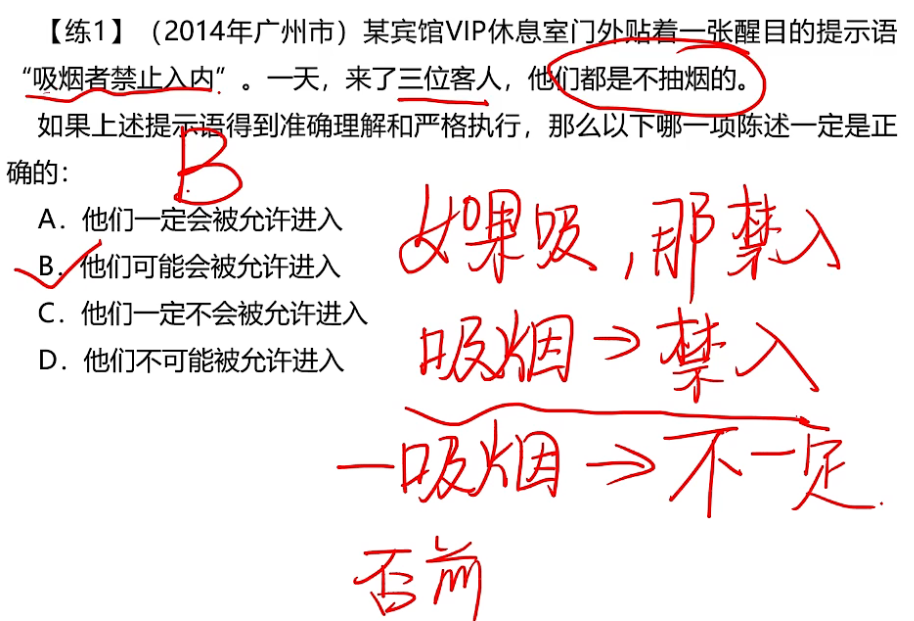 【练1】（2014年广州市）某宾馆VIP休息室门外贴着一张醒目的提示语
“吸烟者禁止入内”。一天，来了三位客人，他们都是不抽烟的。
如果上述提示语得到准确理解和严格执行，那么以下哪一项陈述一定是正
确的：
B
A．他们一定会被允许进入
B．他们可能会被允许进入
C．他们一定不会被允许进入
D．他们不可能被允许进入
如果吸，那禁入
吸烟→禁入
一吸烟→不一定.
否前